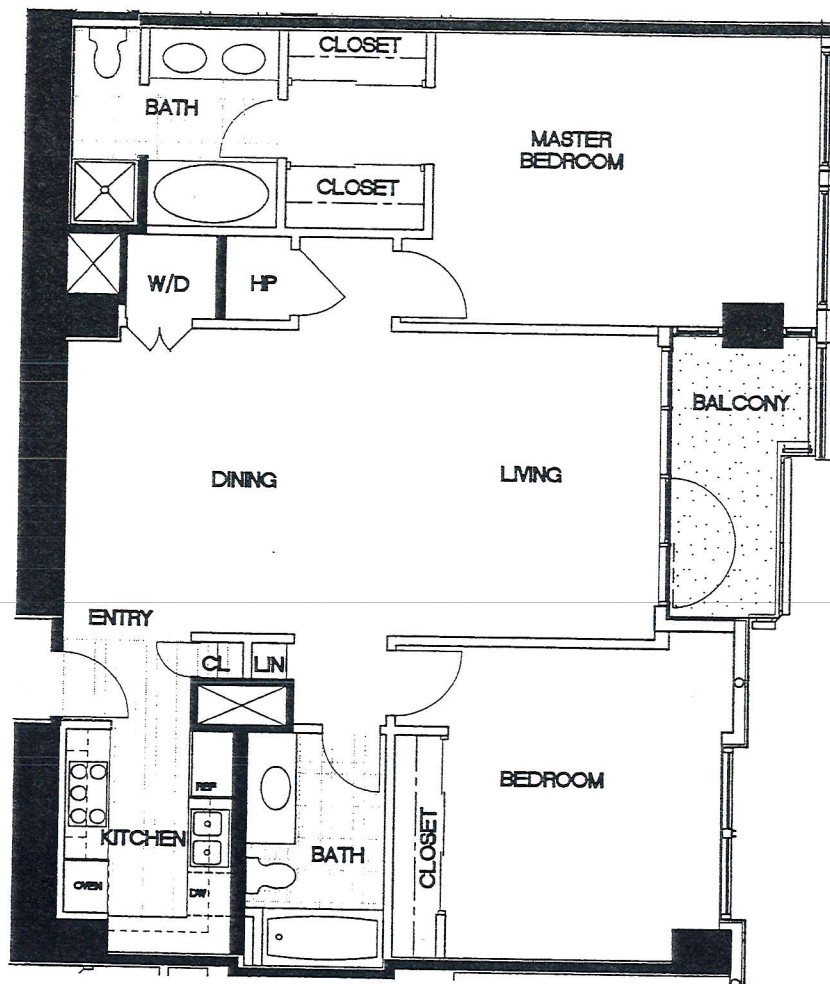 CLOSET
BATH
MASTER
BEDROOM
CLOSET
W/D
HP
BALCONY
DINING
LIVING
ENTRY
CL
LIN
REF
BEDROOM
KITCHEN
BATH
CLOSET
OVEN
DW